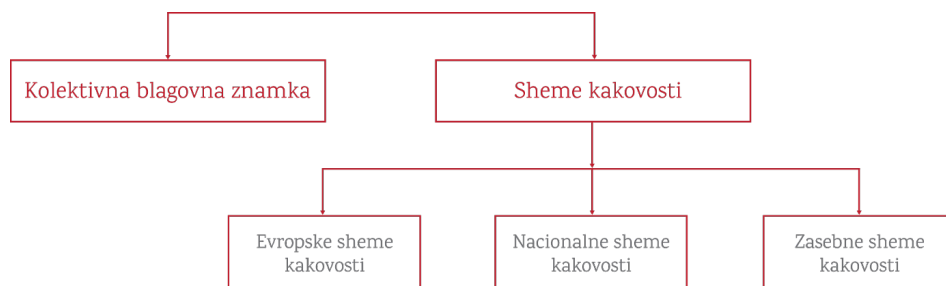 Kolektivna blagovna znamka
Sheme kakovosti
Evropske sheme
kakovosti
Nacionalne sheme
kakovosti
Zasebne sheme
kakovosti